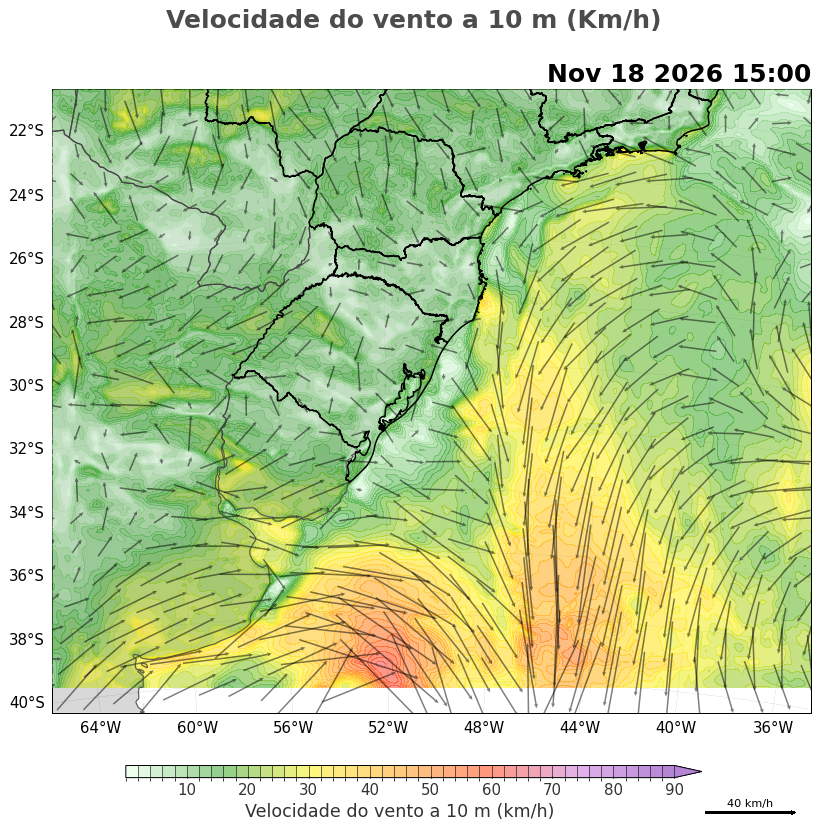 Velocidade do vento a 10 m (Km/h)
Nov 18 2026 15:00
22°S
24°S
26°S
28°S
30°S
32°S
34°S
36°S
38°S
40°S
64°W 60°W 56°W 52°W 48°W 44°W 40°W 36°W
10 20 30 40 50 60 70 80 90
Velocidade do vento a 10 m (km/h)
40 km/h